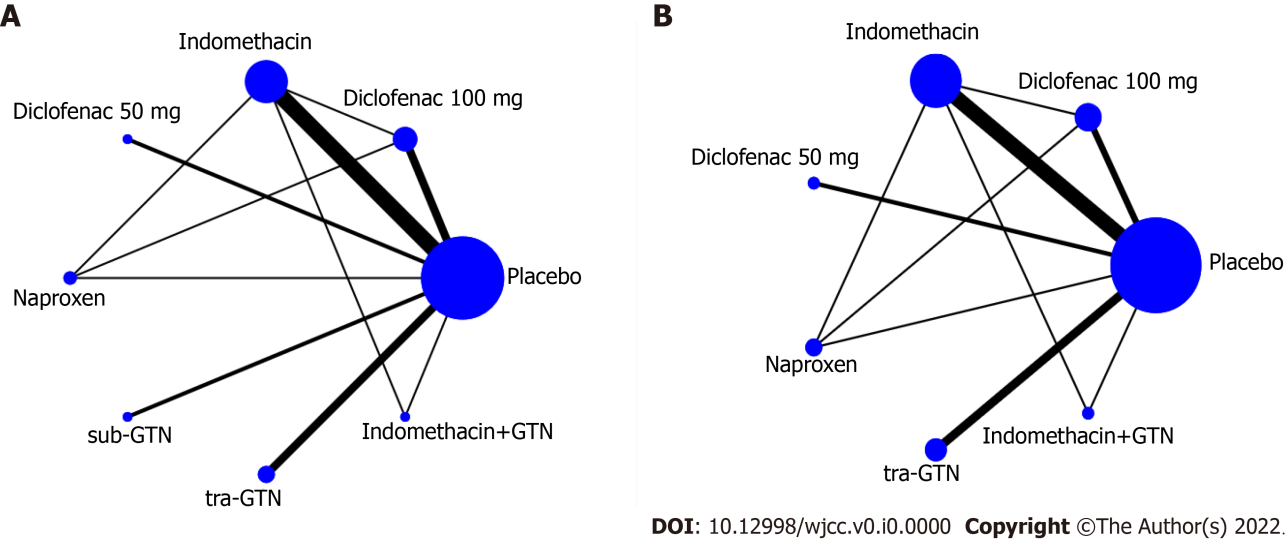 A
Indomethacin
Diclofenac 100 mg
Diclofenac 50 mg
Placebo
Naproxen
sub-GTN
Indomethacin+GTN
tra-GTN
B
Indomethacin
Diclofenac 100 mg
Diclofenac 50 mg
Placebo
Naproxen
Indomethacin+GTN
tra-GTN
DOI: 10.12998/wjcc.v0.i0.0000 Copyright ©The Author(s) 2022.